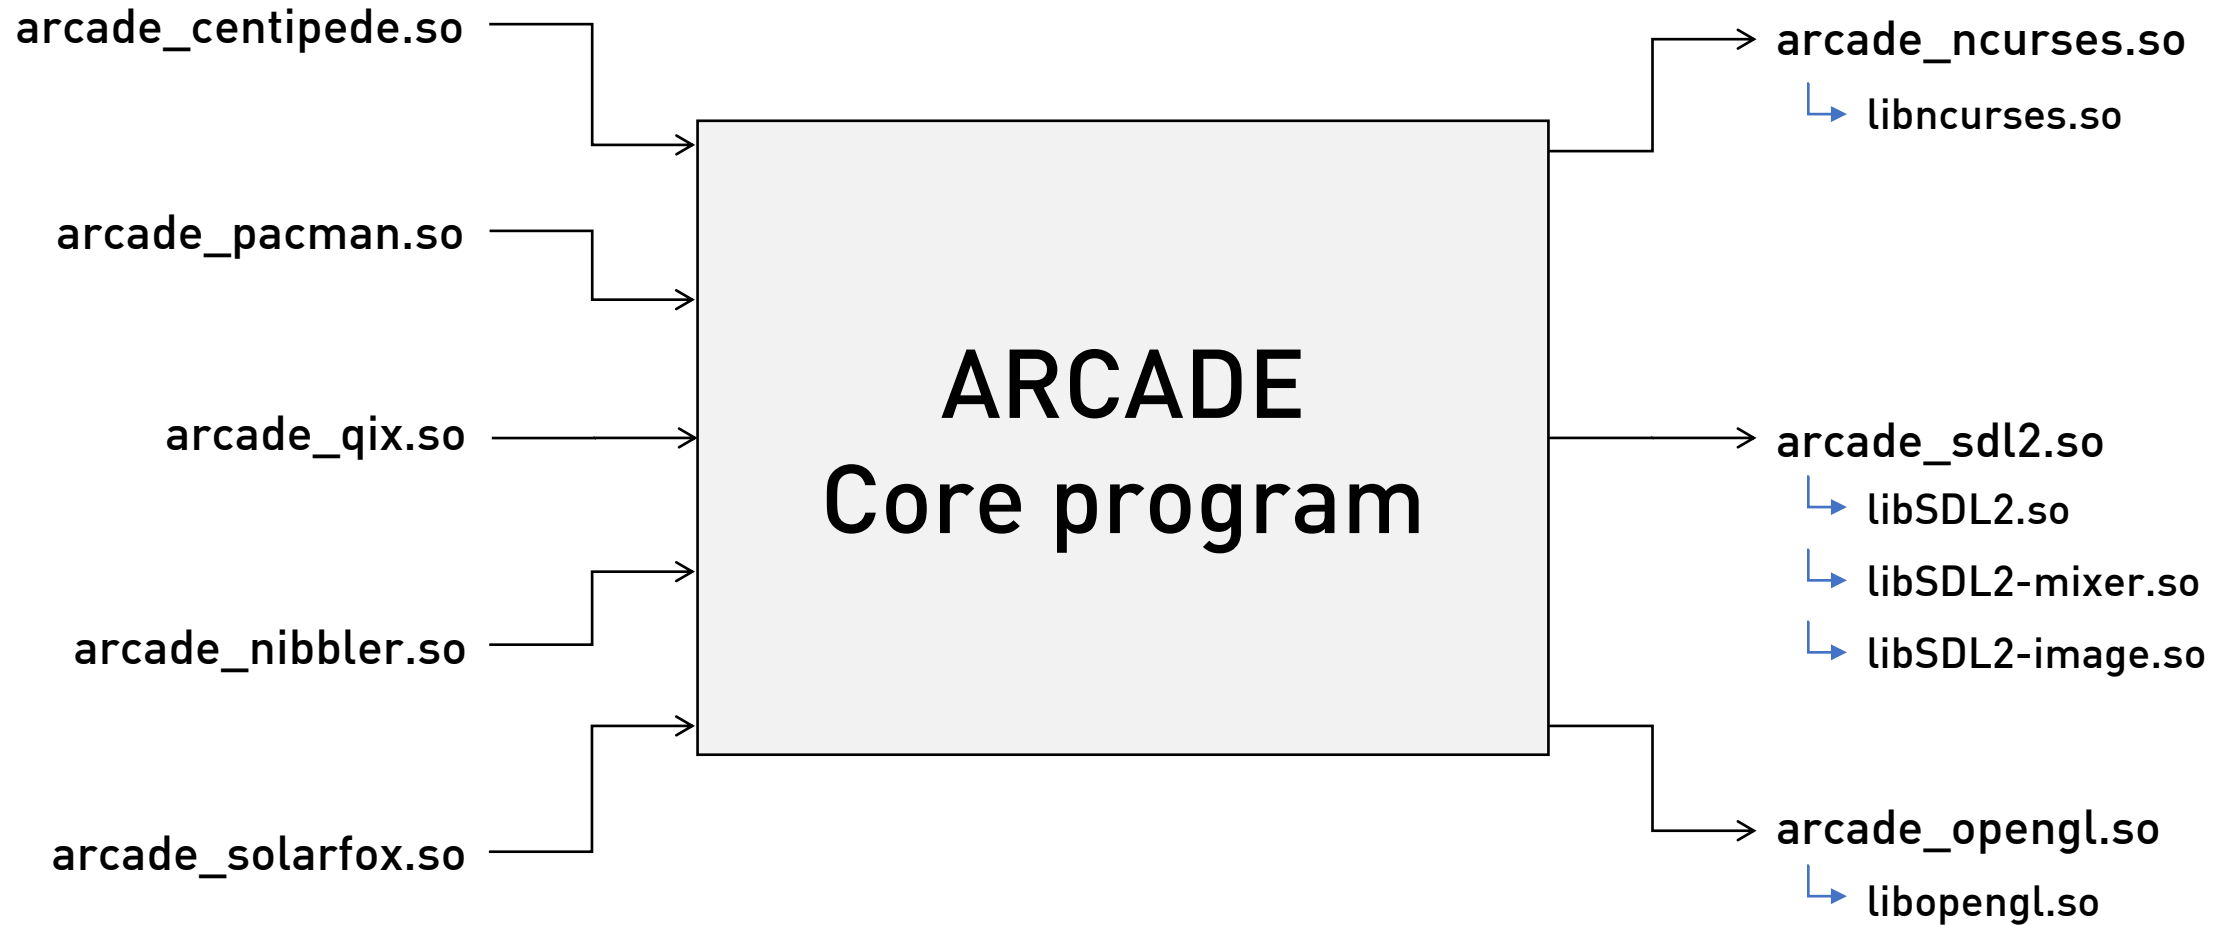 arcade_centipede.so
arcade_pacman.so
arcade_qix.so
arcade_nibbler.so
arcade_solarfox.so
ARCADE
Core program
arcade_ncurses.so
libncurses.so
arcade_sdl2.so
libSDL2.so
libSDL2-mixer.so
libSDL2-image.so
arcade_opengl.so
libopengl.so